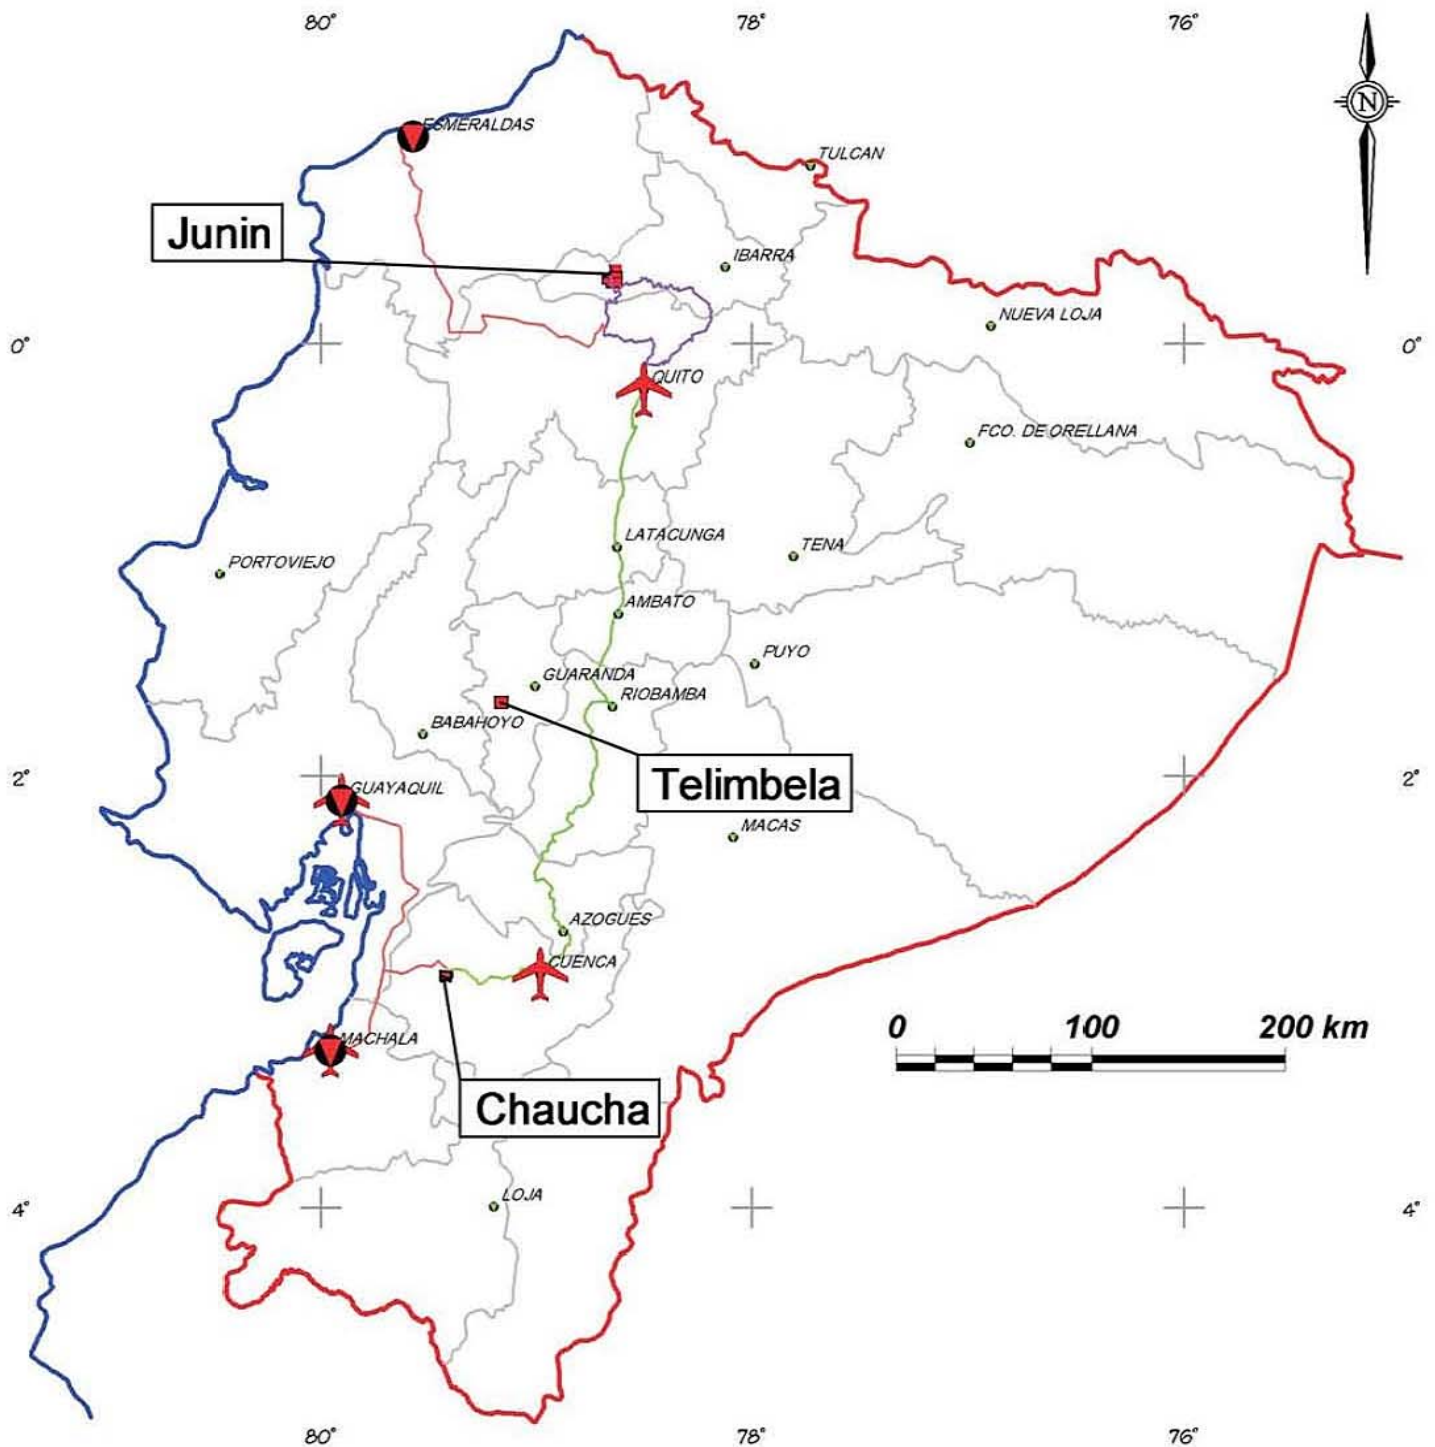 80° 78° 76°
N
ESMERALDAS
TULCAN
Junin
IBARRA
NUEVA LOJA
0° 0°
QUITO
FCO. DE ORELLANA
LATACUNGA
TENA
PORTOVIEJO
AMBATO
PUYO
GUARANDA
RIOBAMBA
BABAHOYO
2° 2°
GUAYAQUIL
Telimbela
MACAS
AZOGUES
CUENCA
0 100 200 km
MACHALA
Chaucha
LOJA
4° 4°
80° 78° 76°